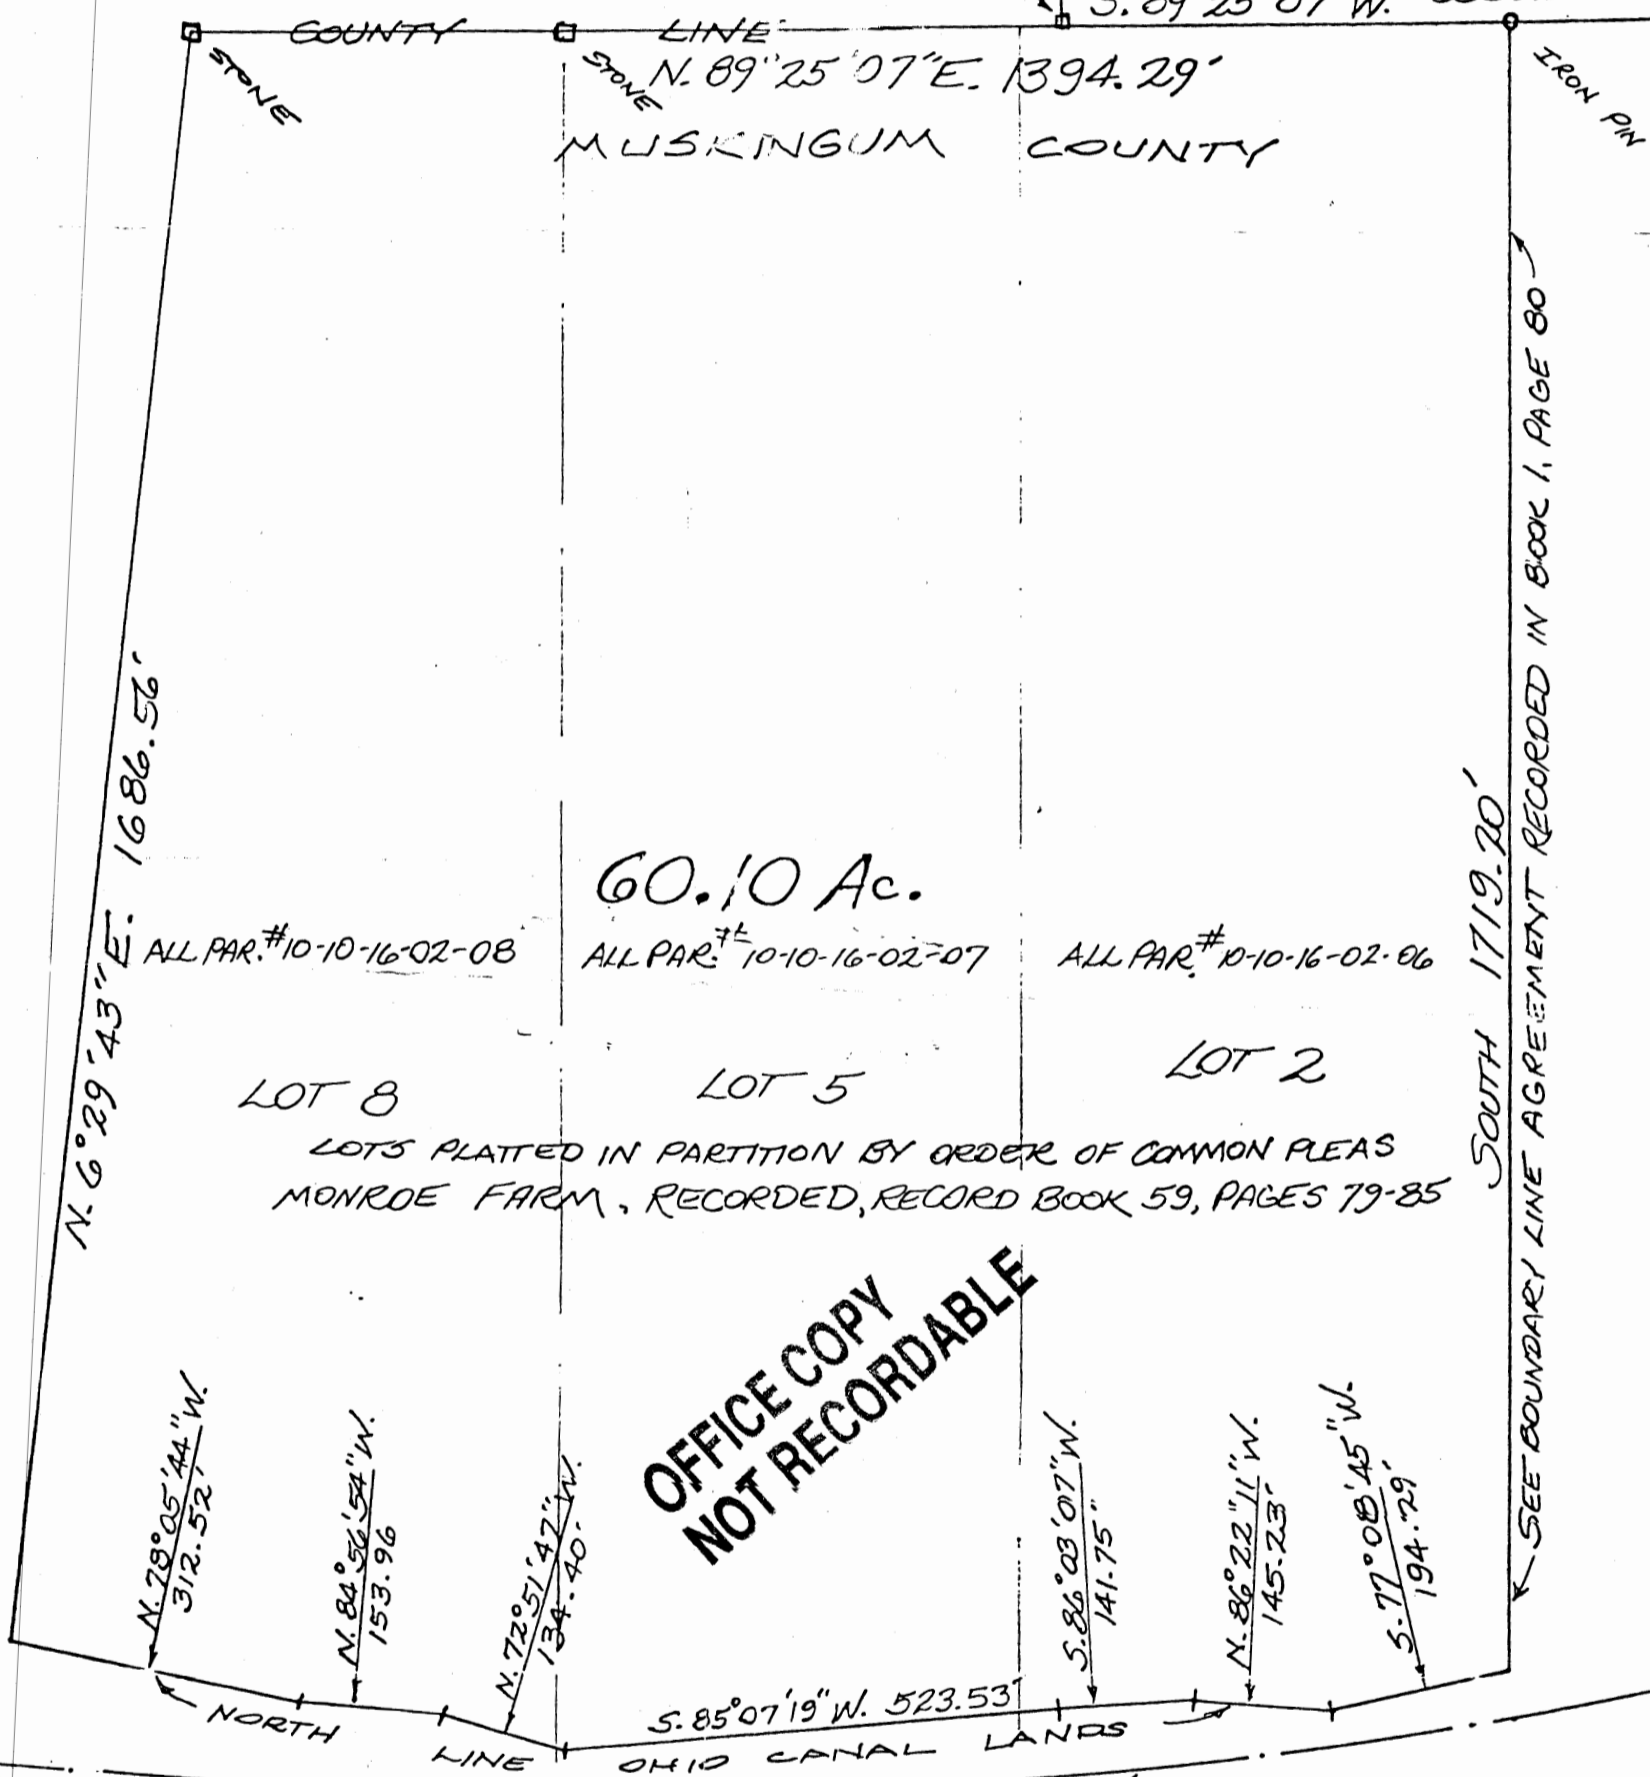 COUNTY LINE
STONE
STONE
N. 89"25'07"E. 1394.29'
IRON PIN
MUSKINGUM COUNTY
N. 6°29'43"E. 1686.56'
SOUTH 1719.20'
SEE BOUNDARY LINE AGREEMENT RECORDED IN BOOK 1, PAGE 80
60.10 Ac.
ALL PAR.#10-10-16-02-08
ALL PAR.# 10-10-16-02-07
ALL PAR.# 10-10-16-02-06
LOT 8
LOT 5
LOT 2
LOTS PLATTED IN PARTITION BY ORDER OF COMMON PLEAS
MONROE FARM, RECORDED, RECORD BOOK 59, PAGES 79-85
OFFICE COPY
NOT RECORDABLE
N. 78°05'44"W.
312.52'
N. 84°56'54"W.
153.96
N. 72°51'47"W.
134.40'
S. 85°07'19"W. 523.53'
S. 86°03'07"W.
141.75"
N. 86°22"11"W.
145.23'
S. 77°08'45"W.
194.79'
NORTH LINE OHIO CANAL LANDS